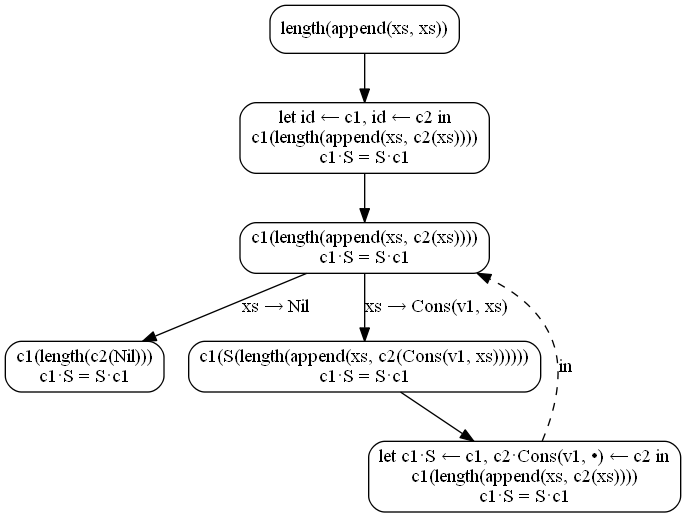 length(append(xs, xs))
let id ← c1, id ← c2 in
c1(length(append(xs, c2(xs))))
c1·S = S·c1
c1(length(append(xs, c2(xs))))
c1·S = S·c1
xs → Nil
xs → Cons(v1, xs)
in
c1(length(c2(Nil)))
c1·S = S·c1
c1(S(length(append(xs, c2(Cons(v1, xs))))))
c1·S = S·c1
let c1·S ← c1, c2·Cons(v1, •) ← c2 in
c1(length(append(xs, c2(xs))))
c1·S = S·c1